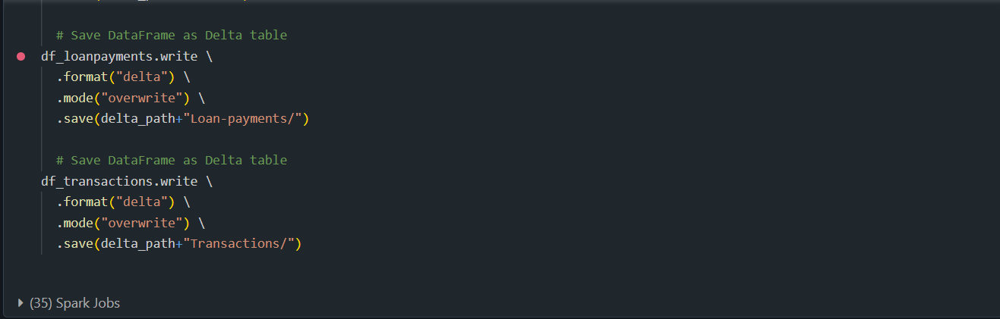 # Save DataFrame as Delta table
df_loanpayments.write \
.format("delta") \
.mode("overwrite") \
.save(delta_path+"Loan-payments/")
# Save DataFrame as Delta table
df_transactions.write \
.format("delta") \
.mode("overwrite") \
.save(delta_path+"Transactions/")
(35) Spark Jobs